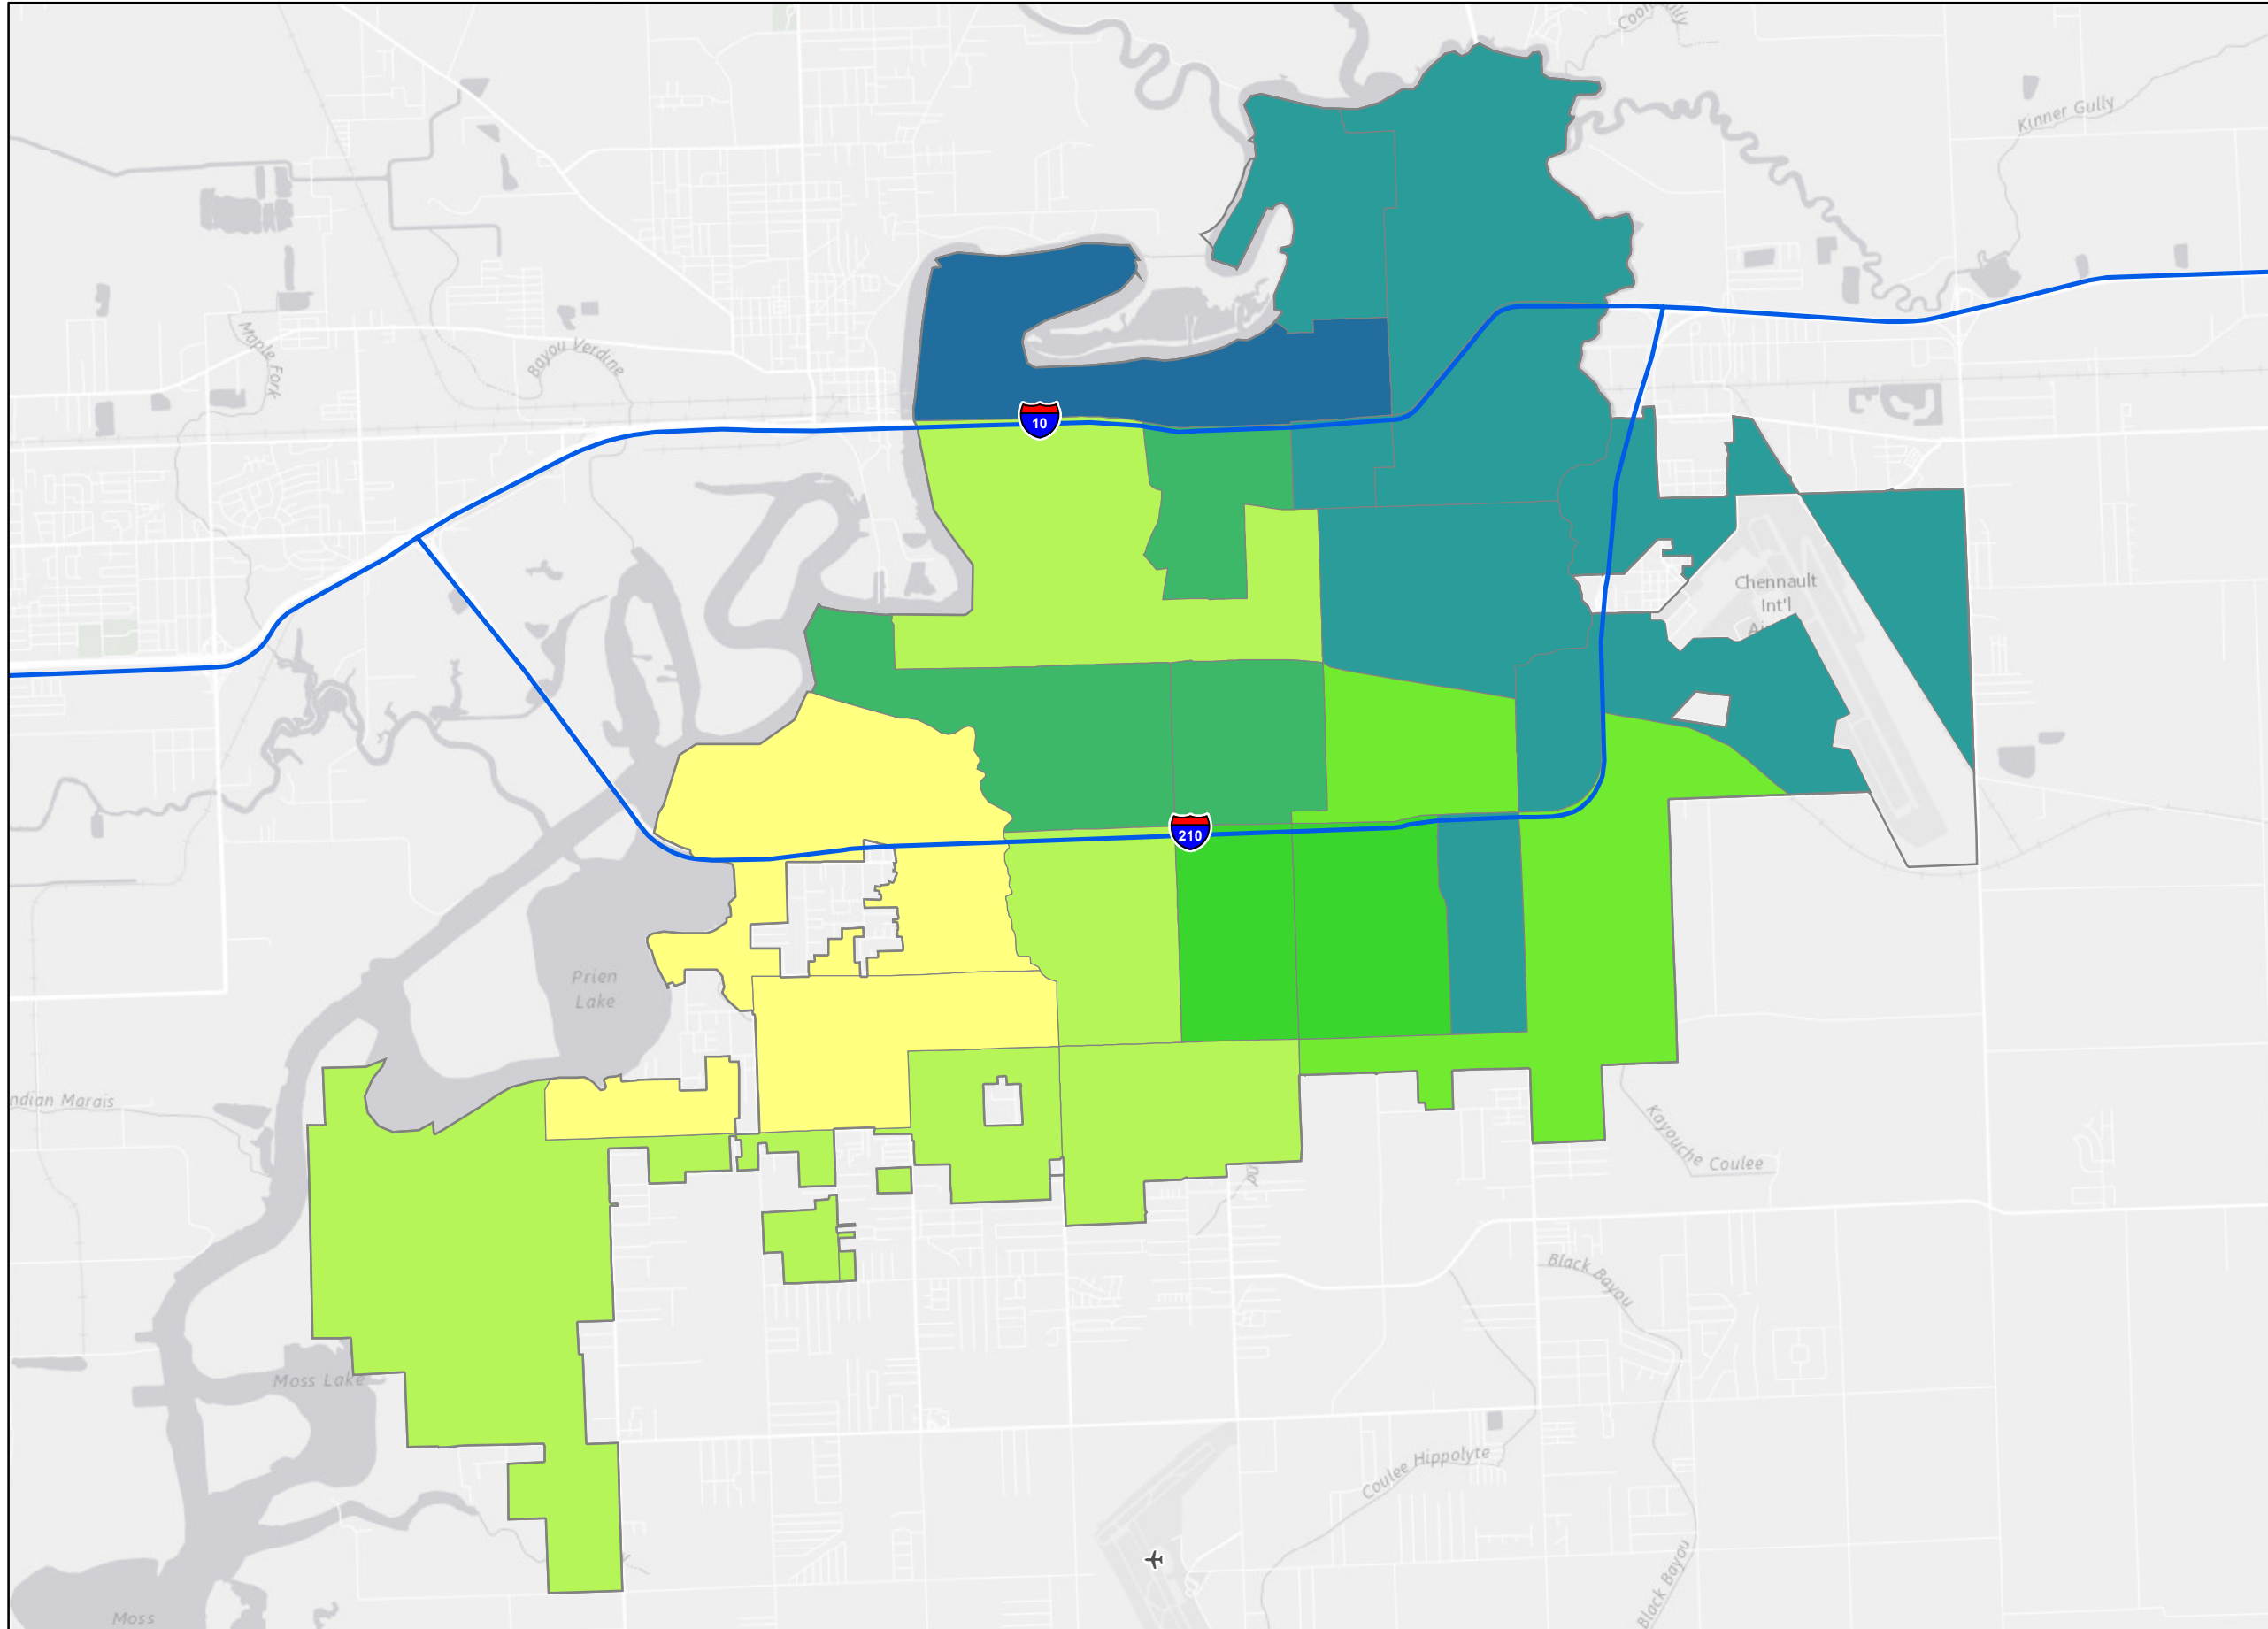 Kinner Gully
Maple Fork
Bayou Verdine
10
Chennault
Int'l
210
Prien
Lake
ndian Marais
Kayouche Coulee
Black Bayou
Moss Lake
Coulee Hippolyte
Black Bayou
Moss